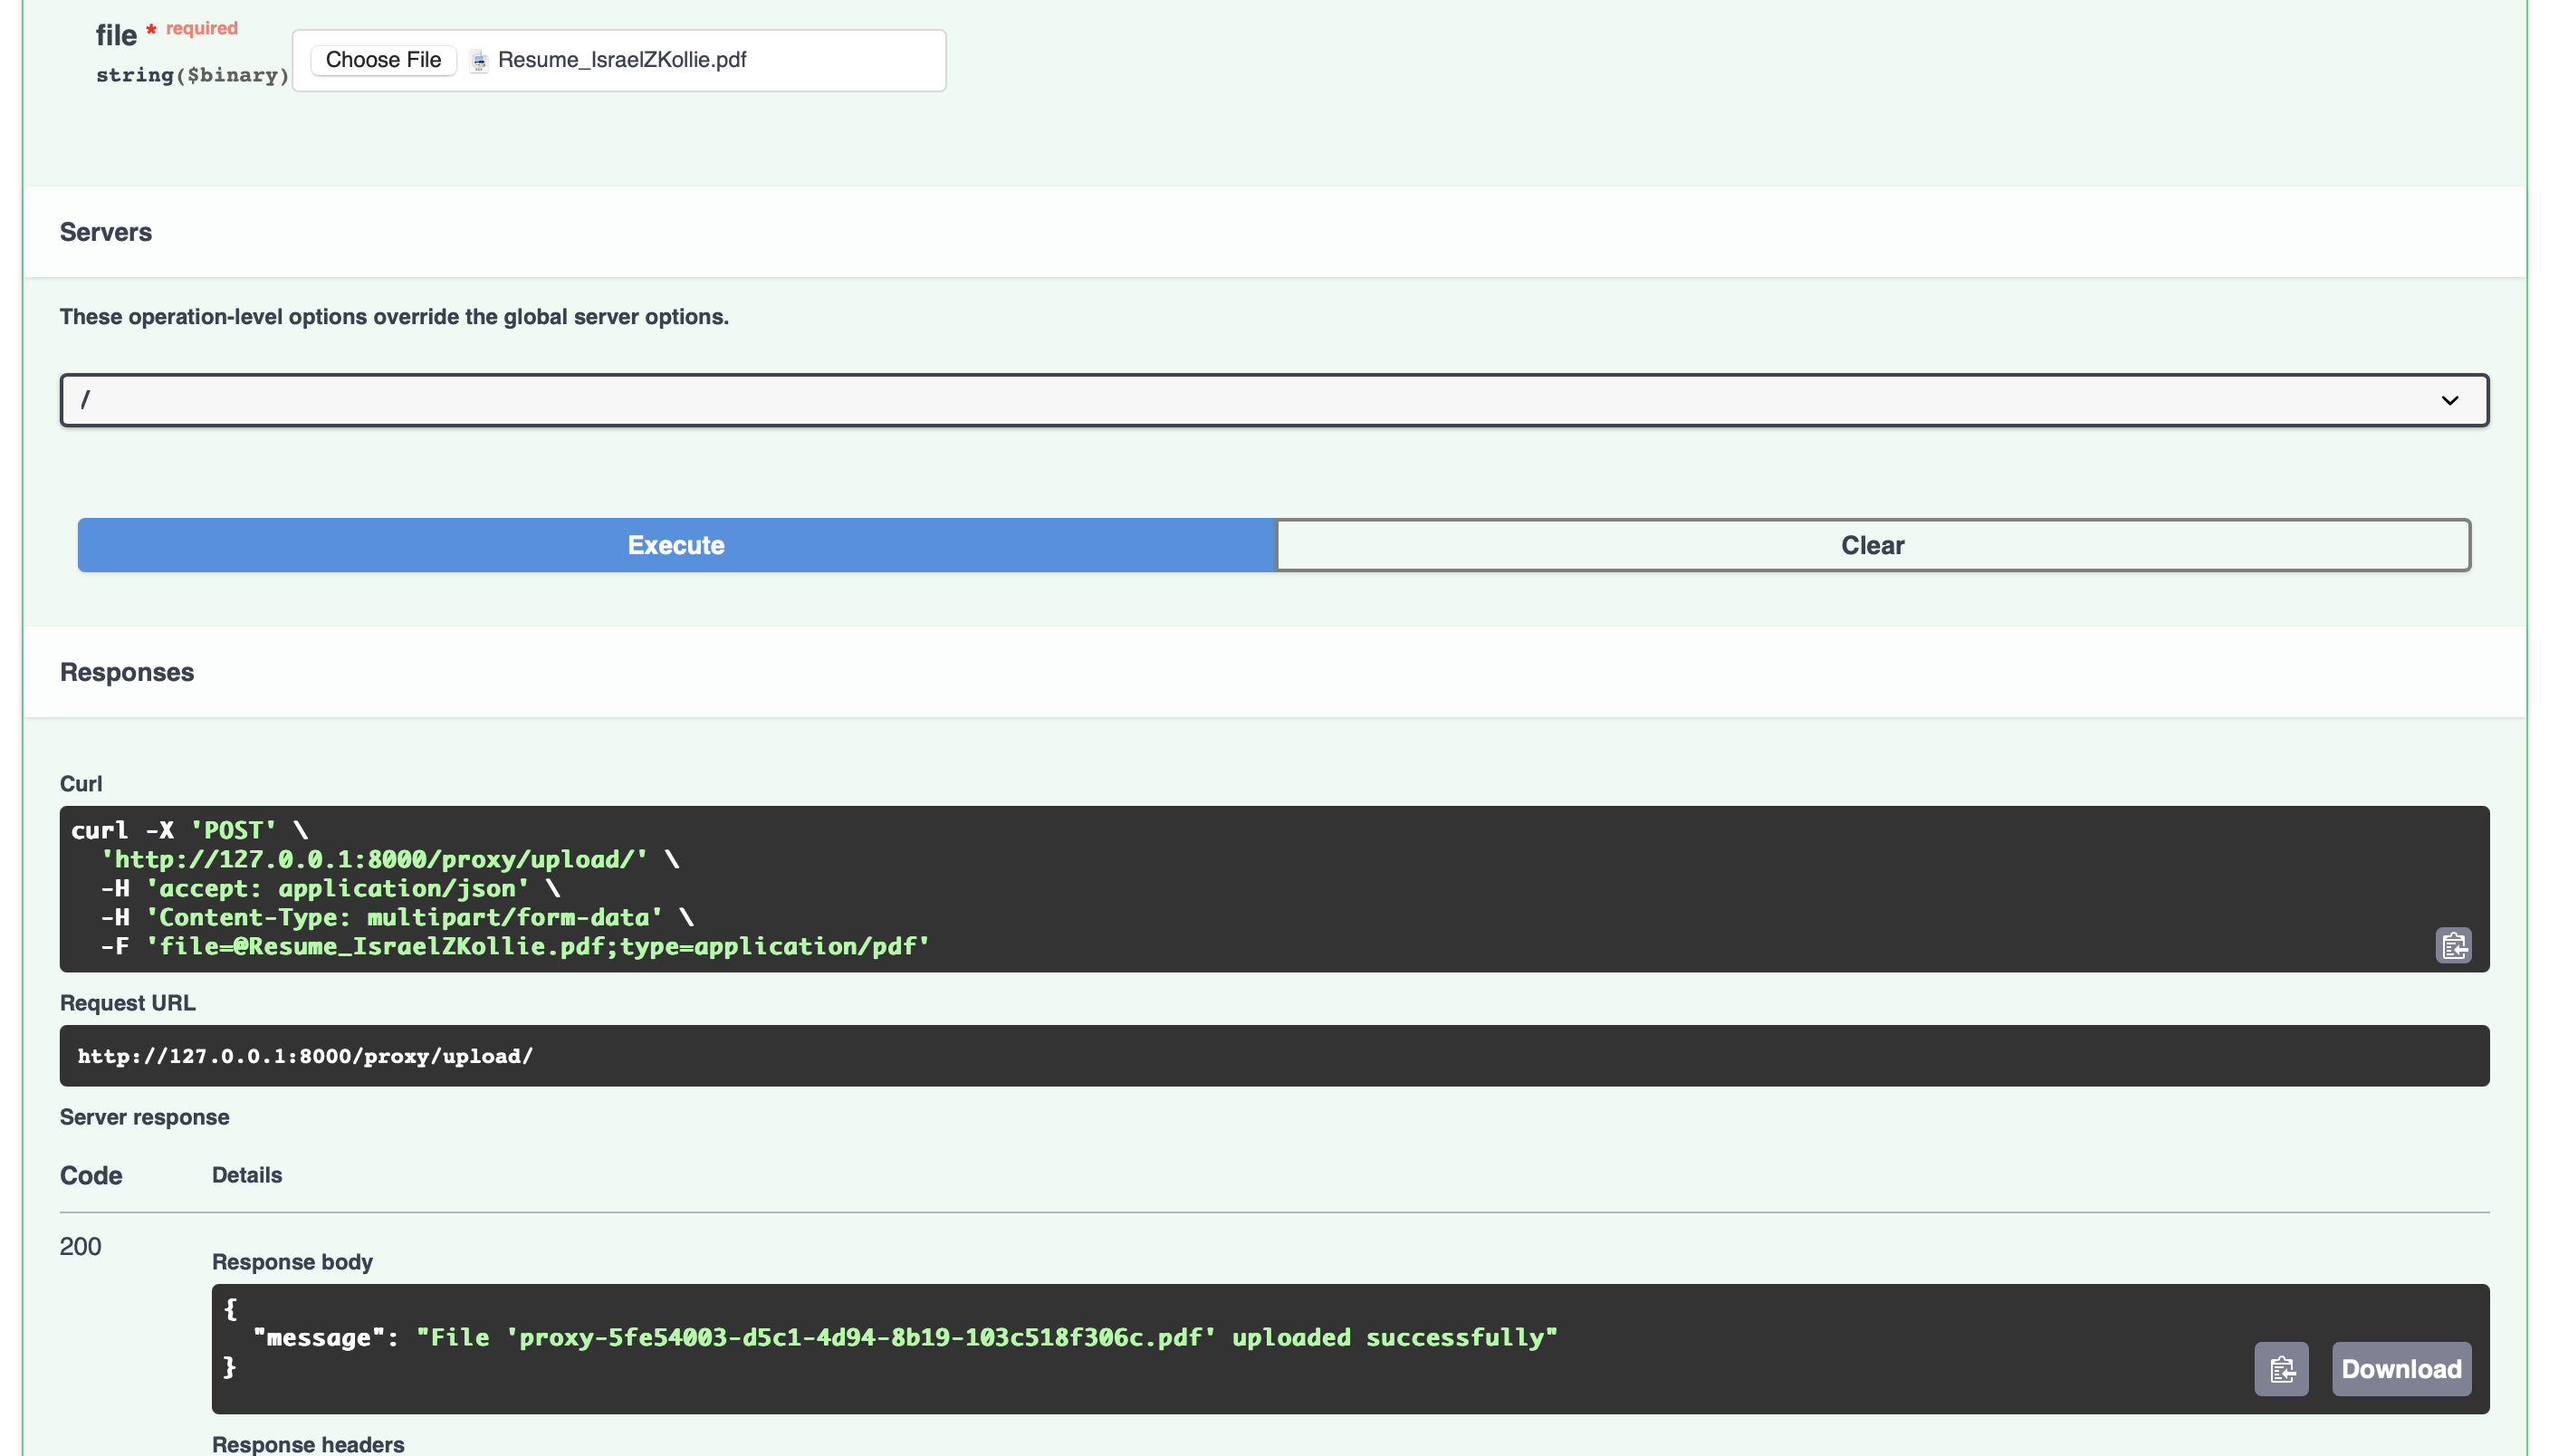 file * required
string($binary)
Choose File Resume_IsraelZKollie.pdf
Servers
These operation-level options override the global server options.
/
Execute
Clear
Responses
Curl
curl -X 'POST' \
'http://127.0.0.1:8000/proxy/upload/' \
-H 'accept: application/json' \
-H 'Content-Type: multipart/form-data' \
-F 'file=@Resume_IsraelZKollie.pdf;type=application/pdf'
Request URL
http://127.0.0.1:8000/proxy/upload/
Server response
Code Details
200
Response body
{
"message": "File 'proxy-5fe54003-d5c1-4d94-8b19-103c518f306c.pdf' uploaded successfully"
}
Download
Response headers